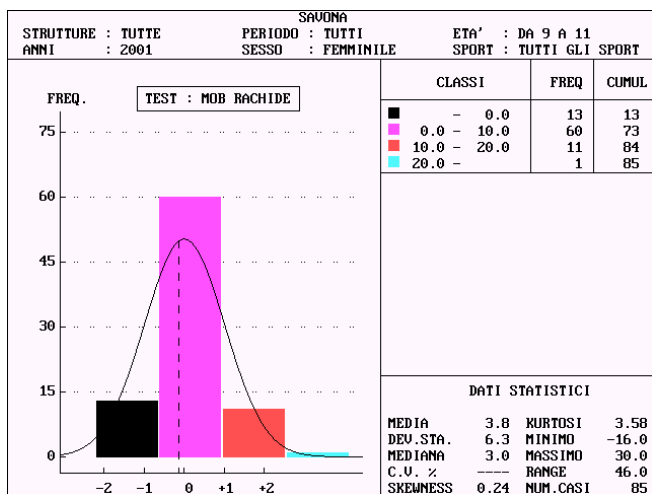 SAVONA
STRUTTURE : TUTTE PERIODO : TUTTI ETA' : DA 9 A 11
ANNI : 2001 SESSO : FEMMINILE SPORT : TUTTI GLI SPORT
CLASSI FREQ CUMUL
- 0.0 13 13
0.0 - 10.0 60 73
10.0 - 20.0 11 84
20.0 - 1 85
FREQ. TEST : MOB RACHIDE
75
60
45
30
15
0
-2 -1 0 +1 +2
DATI STATISTICI
MEDIA 3.8 KURTOSI 3.58
DEV.STA. 6.3 MINIMO -16.0
MEDIANA 3.0 MASSIMO 30.0
C.V. % ---- RANGE 46.0
SKEWNESS 0.24 NUM.CASI 85